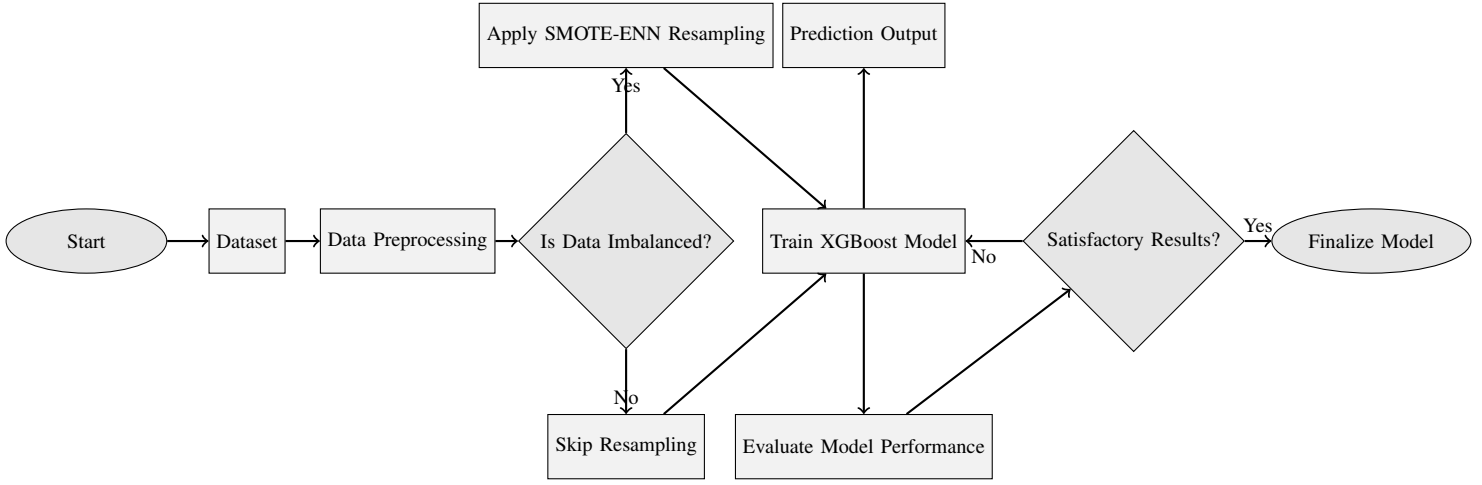 Apply SMOTE-ENN Resampling
Prediction Output
Yes
Start
Dataset
Data Preprocessing
Is Data Imbalanced?
Train XGBoost Model
No
Satisfactory Results?
Yes
Finalize Model
No
Skip Resampling
Evaluate Model Performance